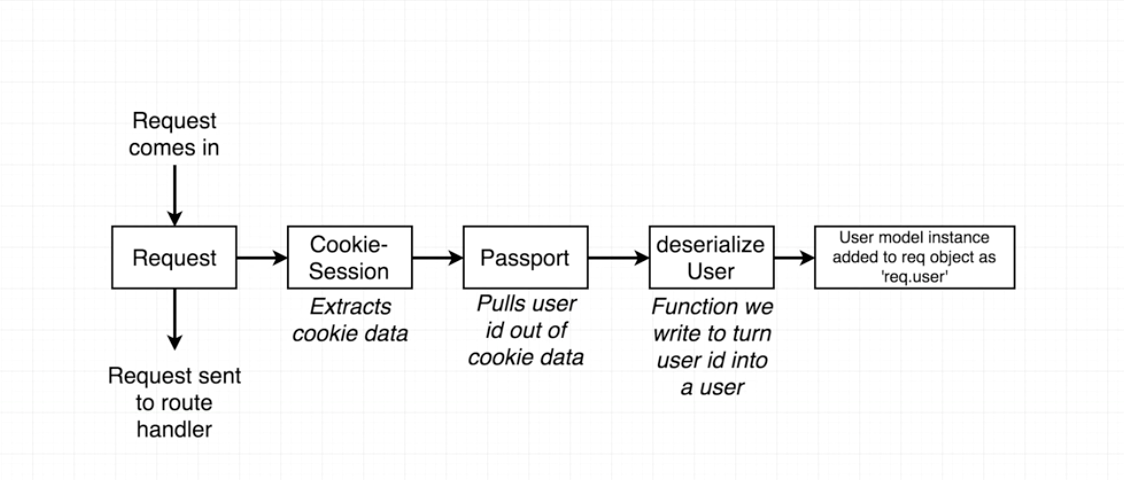 Request
comes in
Request
Cookie-
Session
Extracts
cookie data
Passport
Pulls user
id out of
cookie data
deserialize
User
Function we
write to turn
user id into
a user
User model instance
added to req object as
'req.user'
Request sent
to route
handler